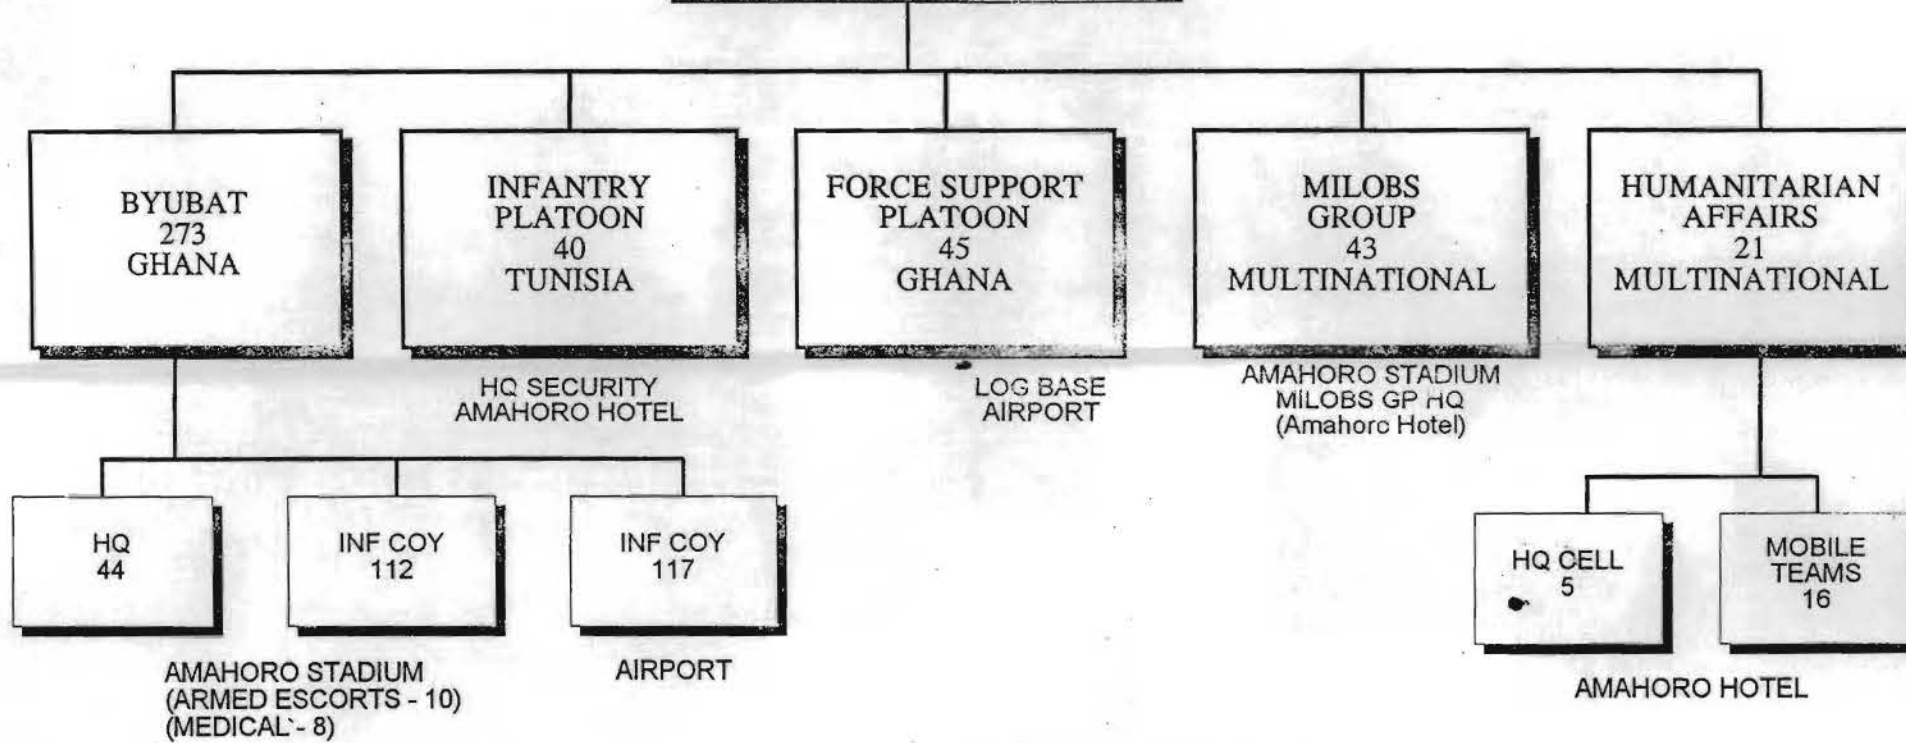 BYUBAT
273
GHANA
INFANTRY
PLATOON
40
TUNISIA
FORCE SUPPORT
PLATOON
45
GHANA
MILOBS
GROUP
43
MULTINATIONAL
HUMANITARIAN
AFFAIRS
21
MULTINATIONAL
HQ SECURITY
AMAHORO HOTEL
LOG BASE
AIRPORT
AMAHORO STADIUM
MILOBS GP HQ
(Amahoro Hotel)
HQ
44
INF COY
112
INF COY
117
HQ CELL
5
MOBILE
TEAMS
16
AMAHORO STADIUM
(ARMED ESCORTS - 10)
(MEDICAL - 8)
AIRPORT
AMAHORO HOTEL